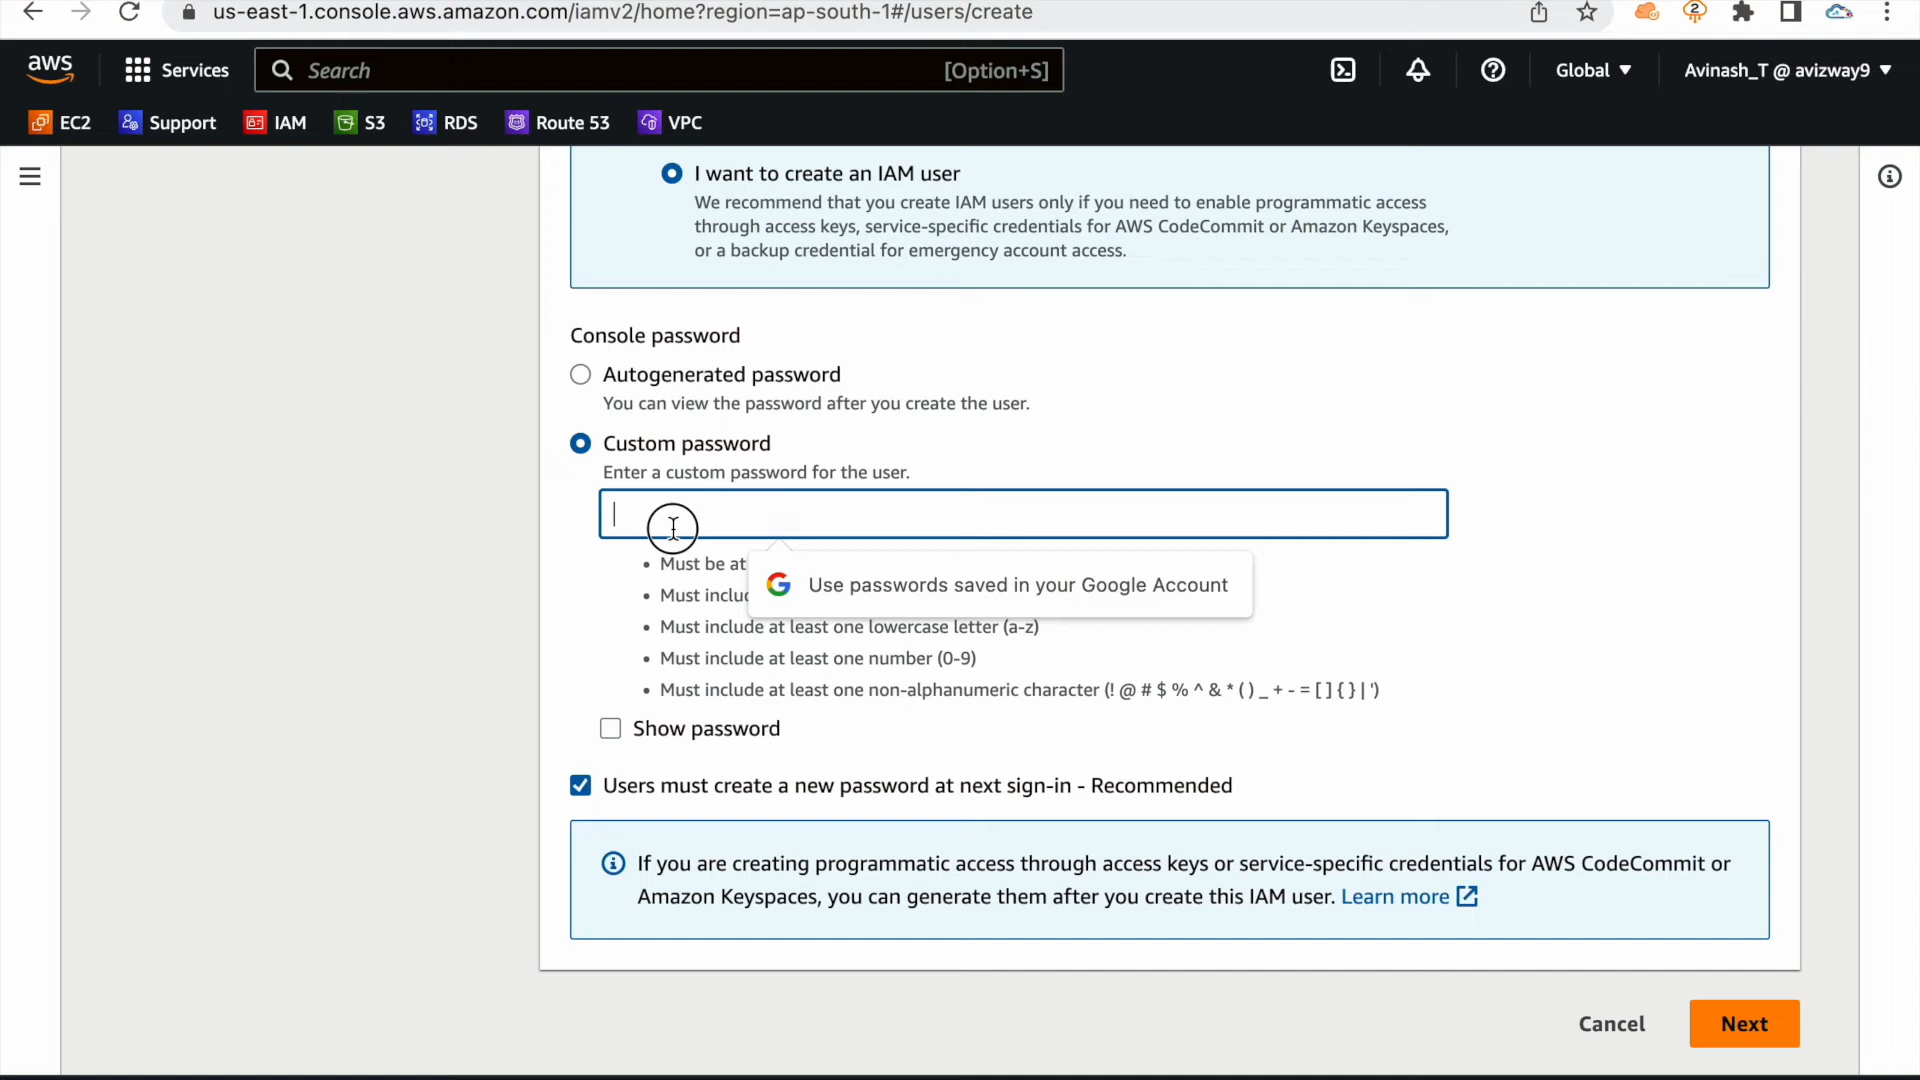 us-east-1.console.aws.amazon.com/iamv2/home?region=ap-south-1#/users/create
2
aws
Services
Search
[Option+S]
Global
Avinash_T @ avizway9
EC2
Support
IAM
S3
RDS
Route 53
VPC
I want to create an IAM user
We recommend that you create IAM users only if you need to enable programmatic access
through access keys, service-specific credentials for AWS CodeCommit or Amazon Keyspaces,
or a backup credential for emergency account access.
Console password
Autogenerated password
You can view the password after you create the user.
Custom password
Enter a custom password for the user.
• Must be at
Use passwords saved in your Google Account
• Must
• Must include at least one lowercase letter (a-z)
• Must include at least one number (0-9)
• Must include at least one non-alphanumeric character (! @ # $ % ^ & * ( ) _ + - = [ ] { } | ')
Show password
Users must create a new password at next sign-in - Recommended
If you are creating programmatic access through access keys or service-specific credentials for AWS CodeCommit or
Amazon Keyspaces, you can generate them after you create this IAM user. Learn more
Cancel
Next